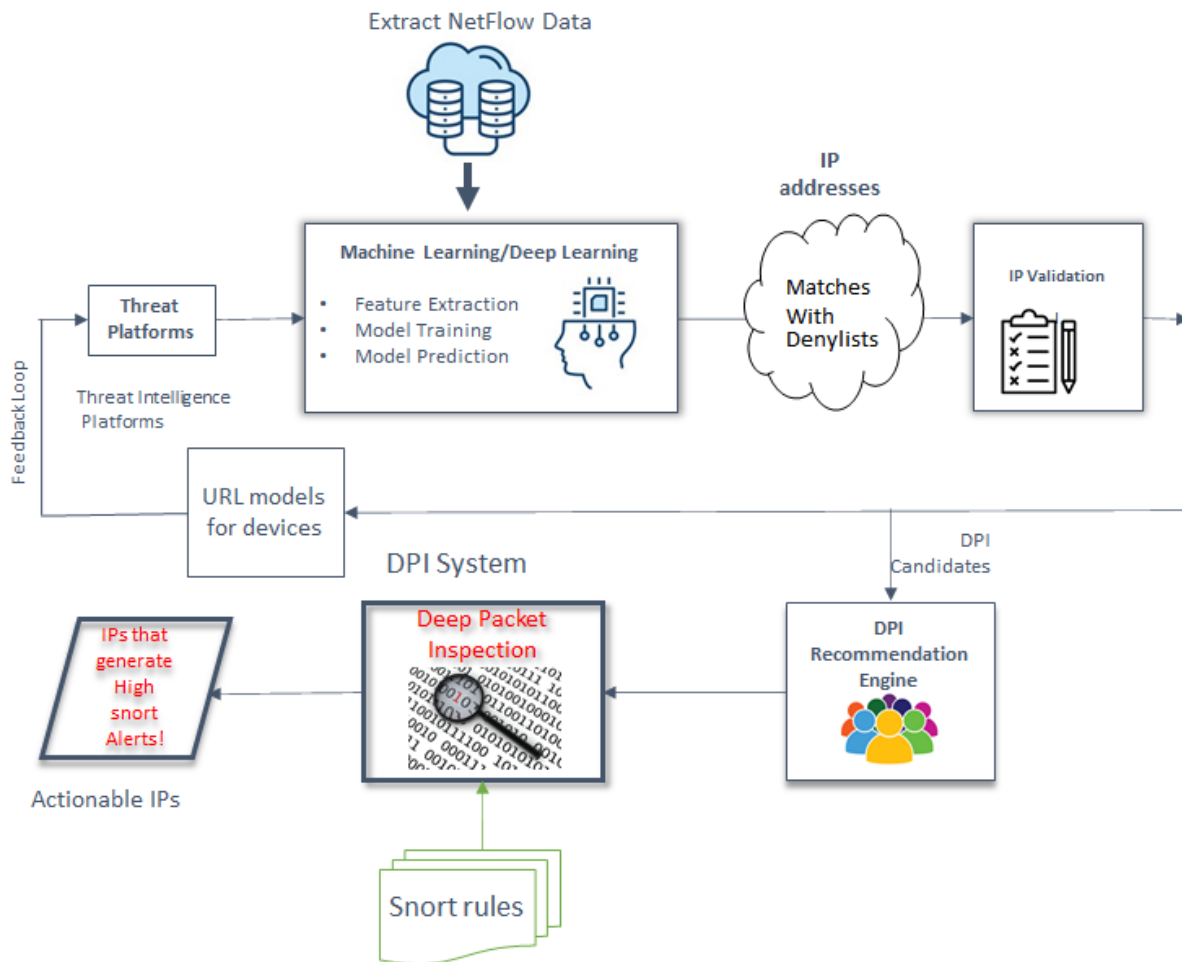 Extract NetFlow Data
IP
addresses
Machine Learning/Deep Learning
• Feature Extraction
• Model Training
• Model Prediction
Matches
With
Denylists
IP Validation
Threat
Platforms
Threat Intelligence
Platforms
Feedback Loop
URL models
for devices
DPI
Candidates
DPI System
Deep Packet
Inspection
DPI
Recommendation
Engine
IPs that
generate
High
snort
Alerts!
Actionable IPs
Snort rules